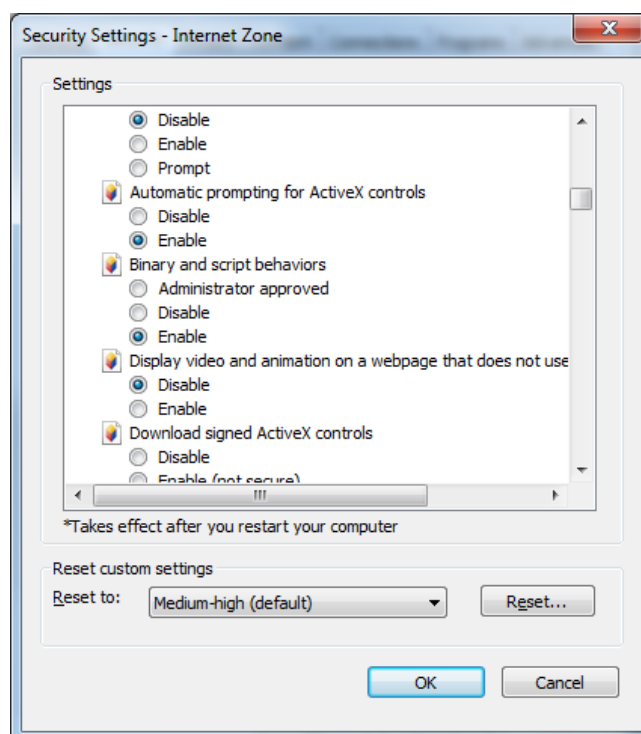 Security Settings - Internet Zone
Settings
Disable
Enable
Prompt
Automatic prompting for ActiveX controls
Disable
Enable
Binary and script behaviors
Administrator approved
Disable
Enable
Display video and animation on a webpage that does not use
Disable
Enable
Download signed ActiveX controls
Disable
Enable (not secure)
*Takes effect after you restart your computer
Reset custom settings
Reset to: Medium-high (default) Reset...
OK Cancel